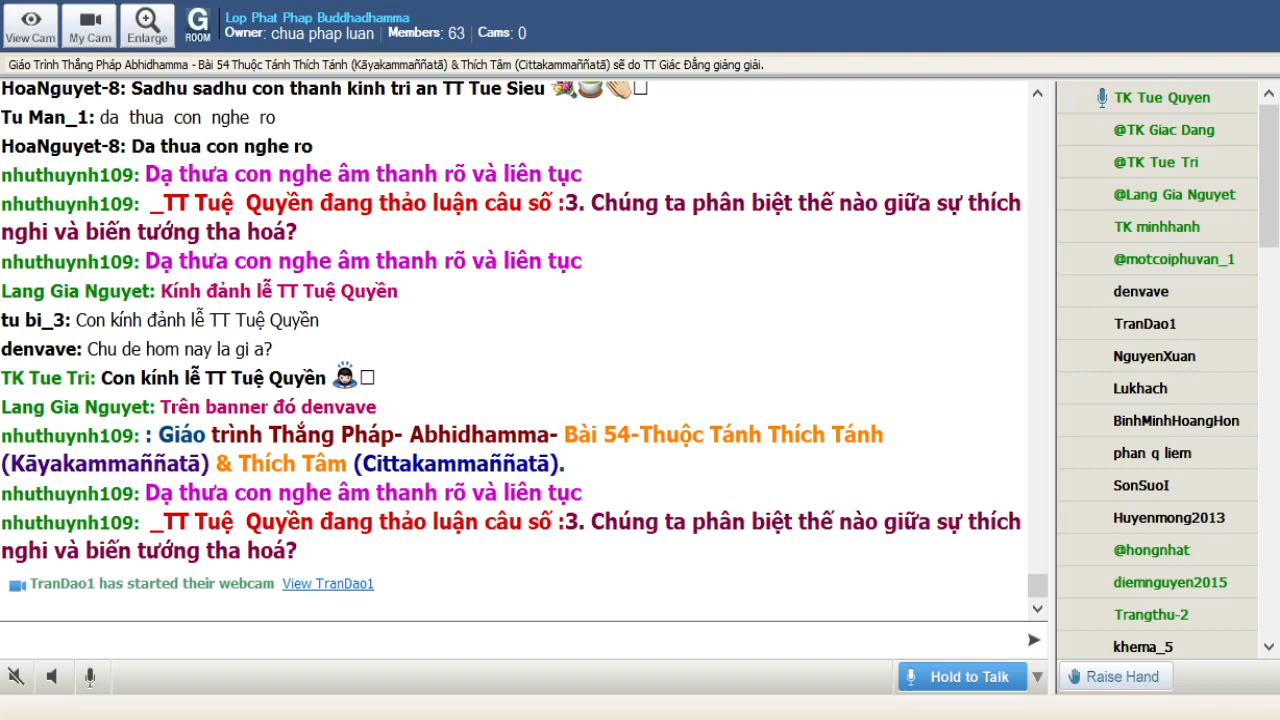 View Cam
My Cam
Enlarge
G
ROOM
Lop Phat Phap Buddhadhamma
Owner: chua phap luan | Members: 63 | Cams: 0
Giáo Trình Thắng Pháp Abhidhamma - Bài 54 Thuộc Tánh Thích Tánh (Kāyakammaññatā) & Thích Tâm (Cittakammaññatā) sẽ do TT Giác Đẳng giảng giải.
HoaNguyet-8: Sadhu sadhu con thanh kinh tri an TT Tue Sieu
Tu Man_1: da thua con nghe ro
HoaNguyet-8: Da thua con nghe ro
nhuthuynh109: Dạ thưa con nghe âm thanh rõ và liên tục
nhuthuynh109: _TT Tuệ Quyền đang thảo luận câu số :3. Chúng ta phân biệt thế nào giữa sự thích
nghi và biến tướng tha hoá?
nhuthuynh109: Dạ thưa con nghe âm thanh rõ và liên tục
Lang Gia Nguyet: Kính đảnh lễ TT Tuệ Quyền
tu bi_3: Con kính đảnh lễ TT Tuệ Quyền
denvave: Chu de hom nay la gi a?
TK Tue Tri: Con kính lễ TT Tuệ Quyền
Lang Gia Nguyet: Trên banner đó denvave
nhuthuynh109: : Giáo trình Thắng Pháp- Abhidhamma- Bài 54-Thuộc Tánh Thích Tánh
(Kāyakammaññatā) & Thích Tâm (Cittakammaññatā).
nhuthuynh109: Dạ thưa con nghe âm thanh rõ và liên tục
nhuthuynh109: _TT Tuệ Quyền đang thảo luận câu số :3. Chúng ta phân biệt thế nào giữa sự thích
nghi và biến tướng tha hoá?
TranDao1 has started their webcam View TranDao1
Hold to Talk
TK Tue Quyen
@TK Giac Dang
@TK Tue Tri
@Lang Gia Nguyet
TK minhhanh
@motcoiphuvan_1
denvave
TranDao1
NguyenXuan
Lukhach
BinhMinhHoangHon
phan q liem
SonSuoI
Huyenmong2013
@hongnhat
diemnguyen2015
Trangthu-2
khema_5
Raise Hand